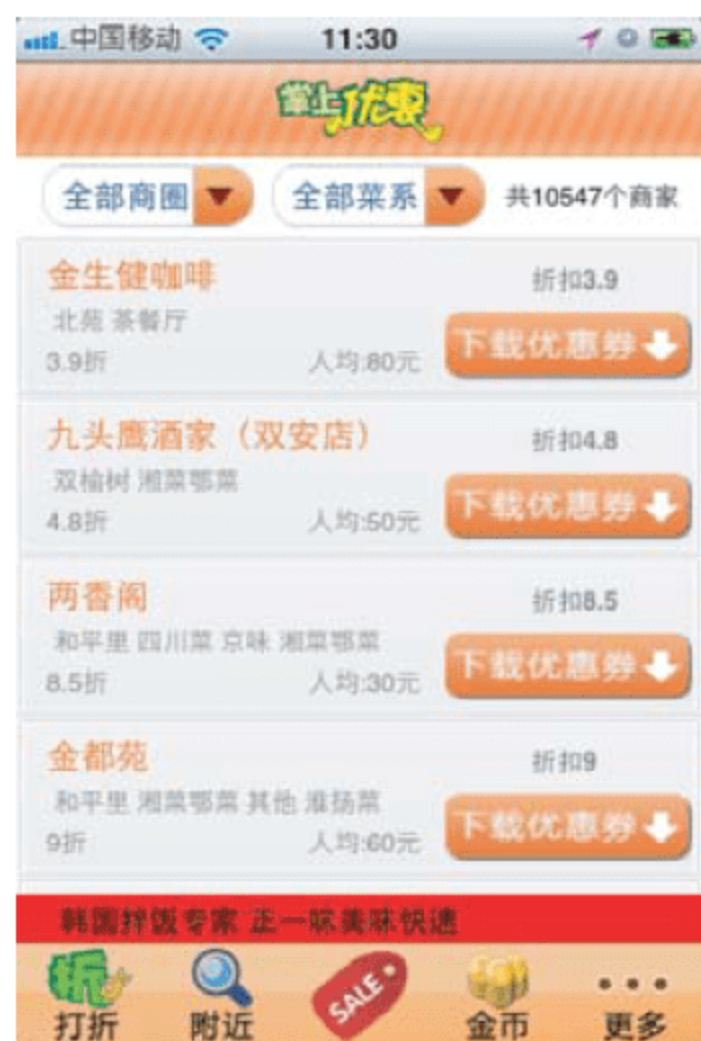 中国移动 11:30
掌上优惠
全部商圈 全部菜系 共10547个商家
金生健咖啡 折扣3.9
北苑 茶餐厅
下载优惠券
3.9折 人均:80元
九头鹰酒家（双安店） 折扣4.8
双榆树 湘菜鄂菜
下载优惠券
4.8折 人均:50元
两香阁 折扣8.5
和平里 四川菜 京味 湘菜鄂菜
下载优惠券
8.5折 人均:30元
金都苑 折扣9
和平里 湘菜鄂菜 其他 淮扬菜
下载优惠券
9折 人均:60元
韩国拌饭专家 正一味美味快速
折 SALE
打折 附近 金币 更多